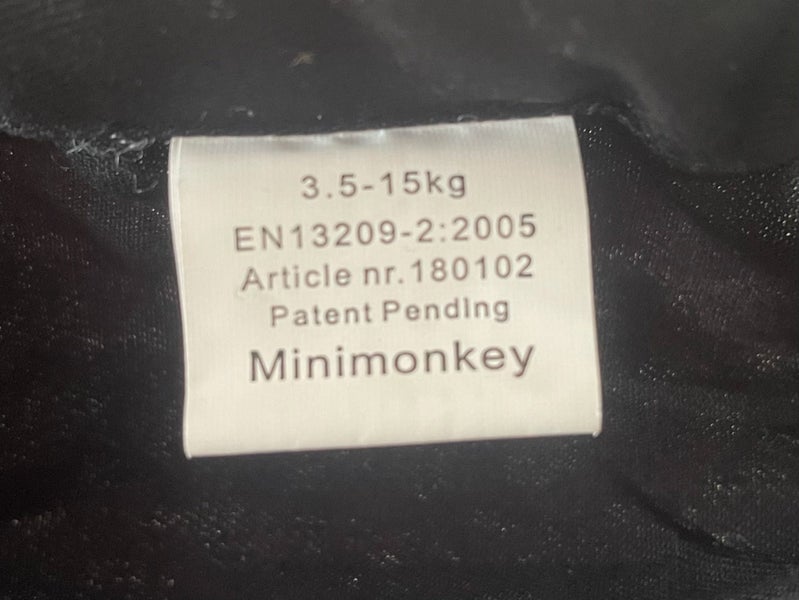 3.5-15kg
EN13209-2:2005
Article nr.180102
Patent Pending
Minimonkey